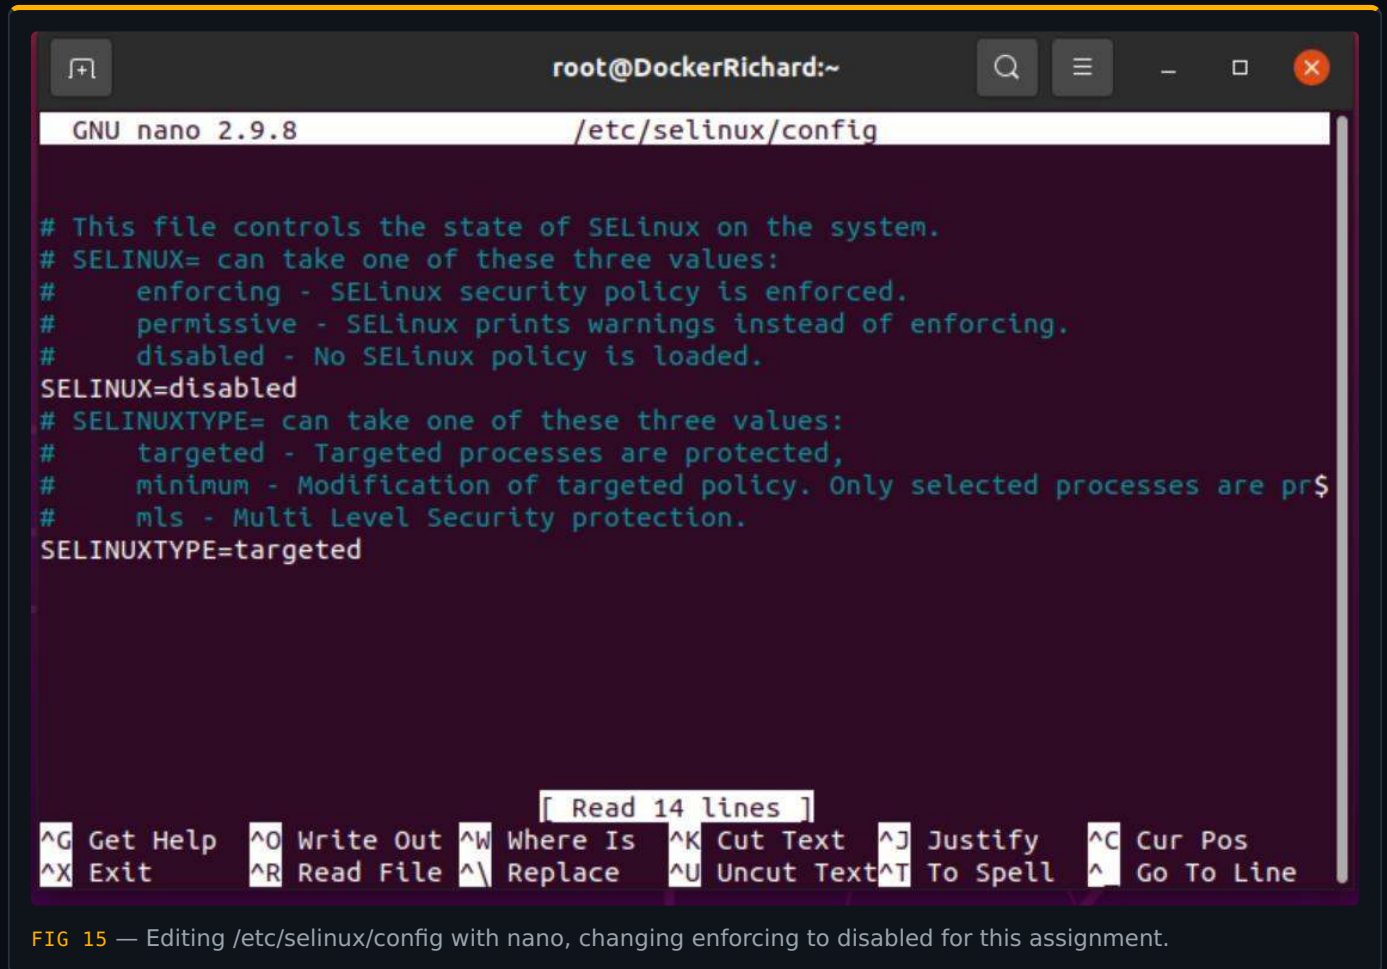 root@DockerRichard:~
GNU nano 2.9.8 /etc/selinux/config
# This file controls the state of SELinux on the system.
# SELINUX= can take one of these three values:
#     enforcing - SELinux security policy is enforced.
#     permissive - SELinux prints warnings instead of enforcing.
#     disabled - No SELinux policy is loaded.
SELINUX=disabled
# SELINUXTYPE= can take one of these three values:
#     targeted - Targeted processes are protected,
#     minimum - Modification of targeted policy. Only selected processes are pr$
#     mls - Multi Level Security protection.
SELINUXTYPE=targeted
[ Read 14 lines ]
^G Get Help ^O Write Out ^W Where Is ^K Cut Text ^J Justify ^C Cur Pos
^X Exit ^R Read File ^\ Replace ^U Uncut Text ^T To Spell ^_ Go To Line
FIG 15 — Editing /etc/selinux/config with nano, changing enforcing to disabled for this assignment.